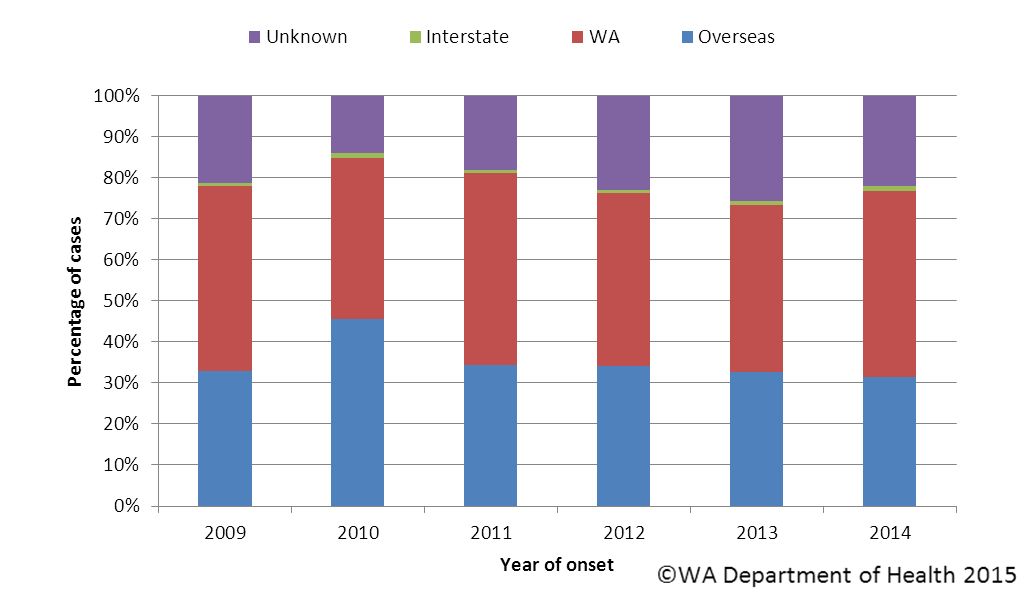 Unknown Interstate WA Overseas
100%
90%
80%
70%
60%
50%
40%
30%
20%
10%
0%
Percentage of cases
2009 2010 2011 2012 2013 2014
Year of onset
©WA Department of Health 2015